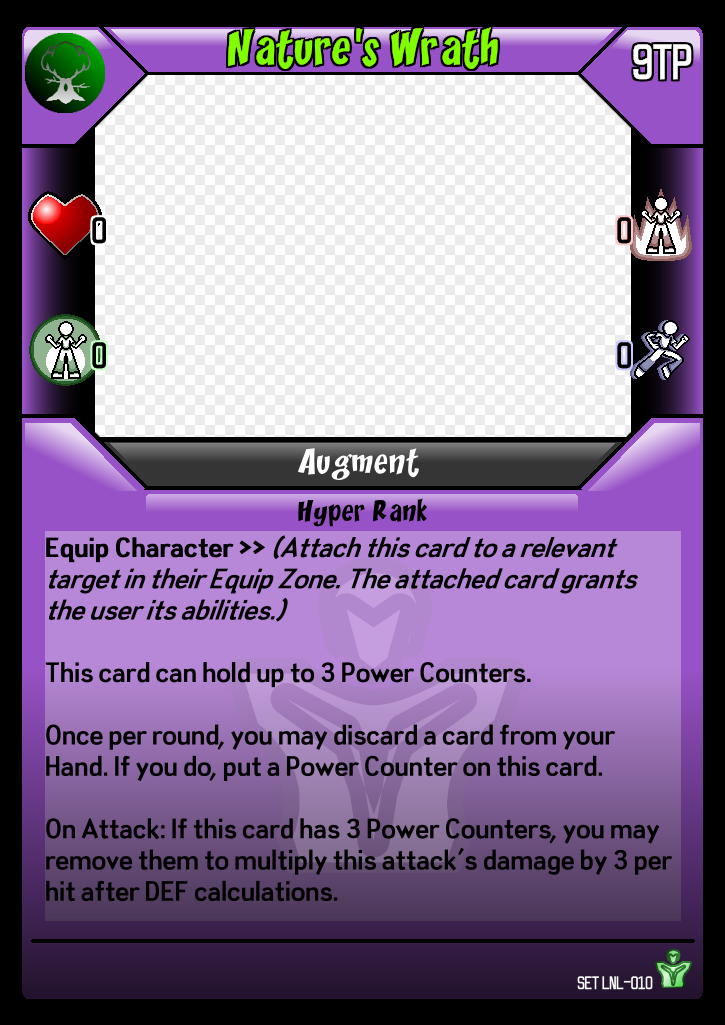 Nature's Wrath
9TP
0
0
0
0
Augment
Hyper Rank
Equip Character >> (Attach this card to a relevant
target in their Equip Zone. The attached card grants
the user its abilities.)
This card can hold up to 3 Power Counters.
Once per round, you may discard a card from your
Hand. If you do, put a Power Counter on this card.
On Attack: If this card has 3 Power Counters, you may
remove them to multiply this attack's damage by 3 per
hit after DEF calculations.
SET LNL-010